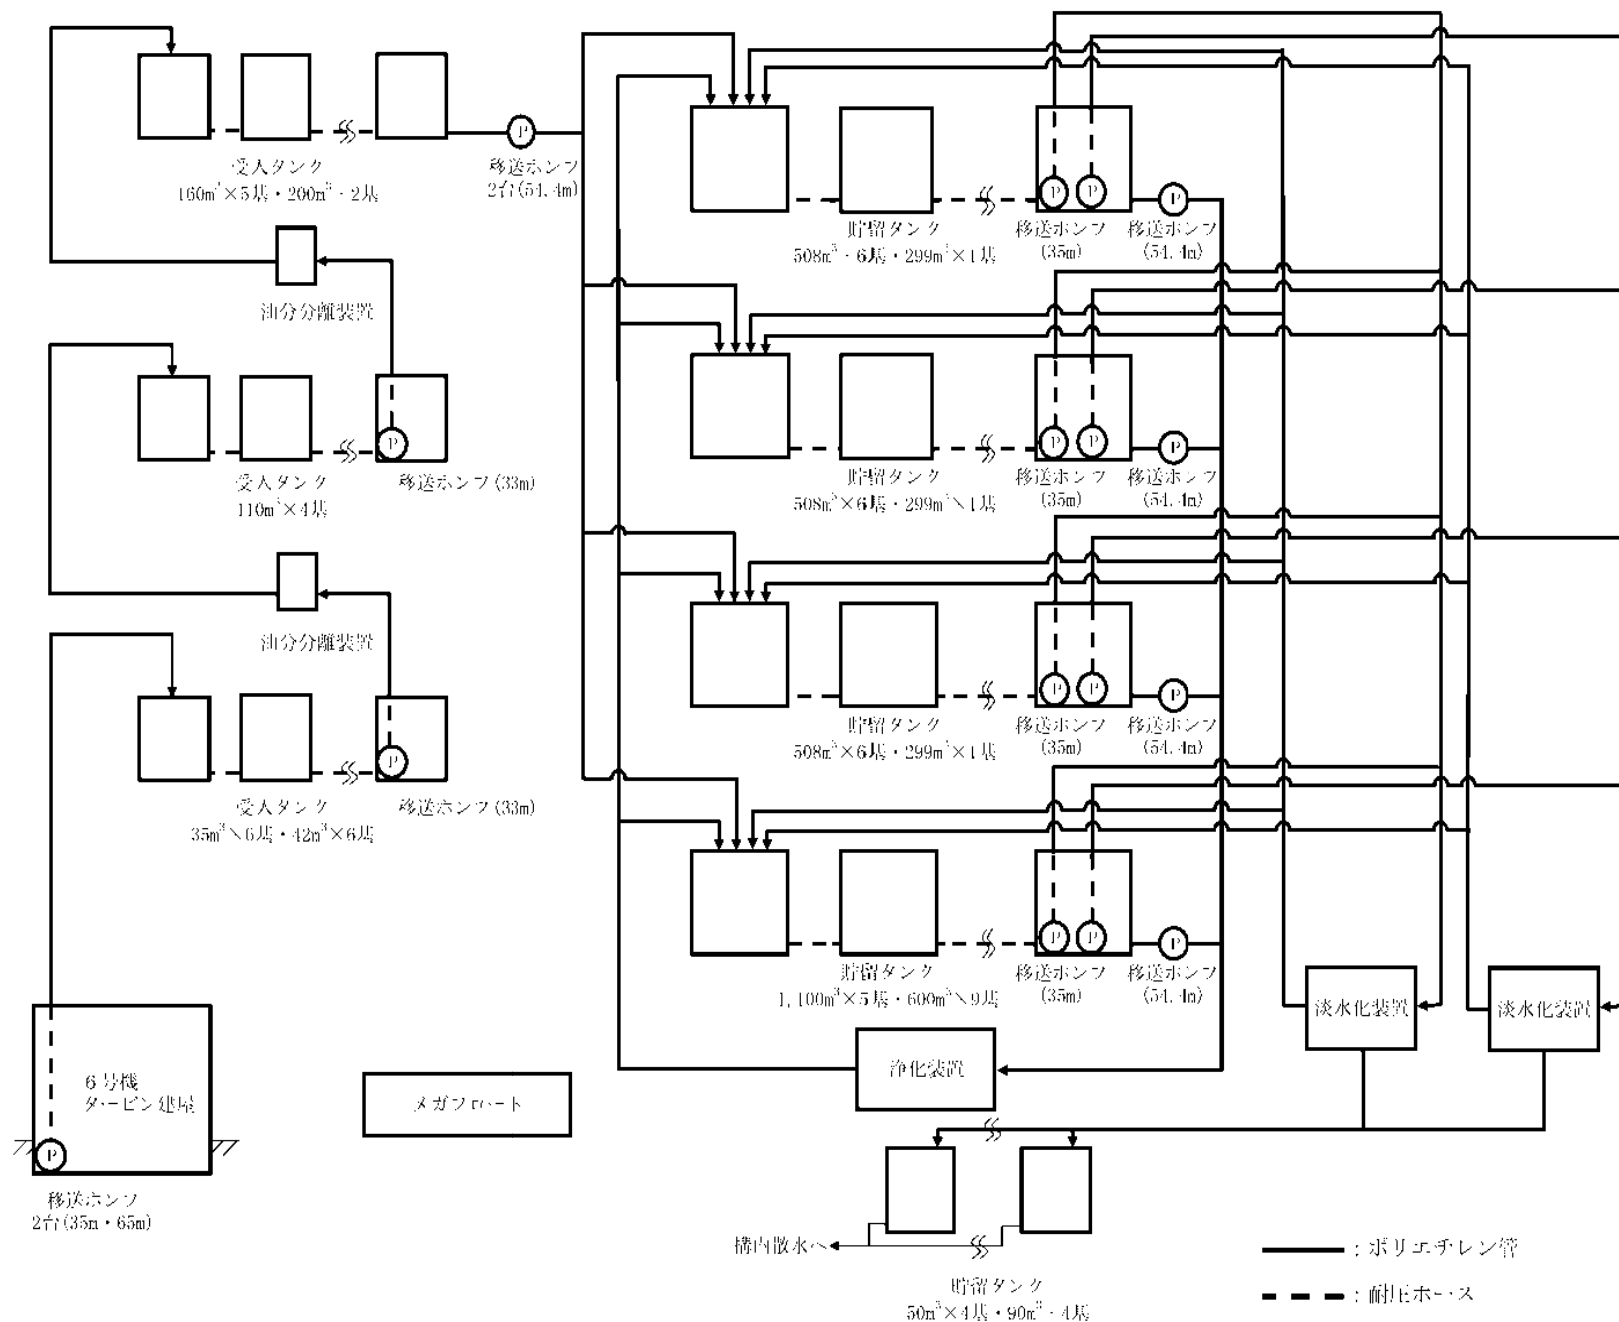 受入タンク
160m³×5基・200m³×2基
P
移送ポンプ
2台(54.4m)
油分分離装置
受入タンク
110m³×4基
P
移送ポンプ(33m)
油分分離装置
受入タンク
35m³×6基・42m³×6基
P
移送ポンプ(33m)
6号機
タービン建屋
P
移送ポンプ
2台(35m・65m)
メガフロート
貯留タンク
508m³×6基・299m³×1基
P P P
移送ポンプ
(35m)
移送ポンプ
(54.4m)
貯留タンク
508m³×6基・299m³×1基
P P P
移送ポンプ
(35m)
移送ポンプ
(54.4m)
貯留タンク
508m³×6基・299m³×1基
P P P
移送ポンプ
(35m)
移送ポンプ
(54.4m)
貯留タンク
1,100m³×5基・600m³×9基
P P P
移送ポンプ
(35m)
移送ポンプ
(54.4m)
浄化装置
淡水化装置
淡水化装置
構内散水へ
貯留タンク
50m³×4基・90m³×4基
：ポリエチレン管
：耐圧ホース